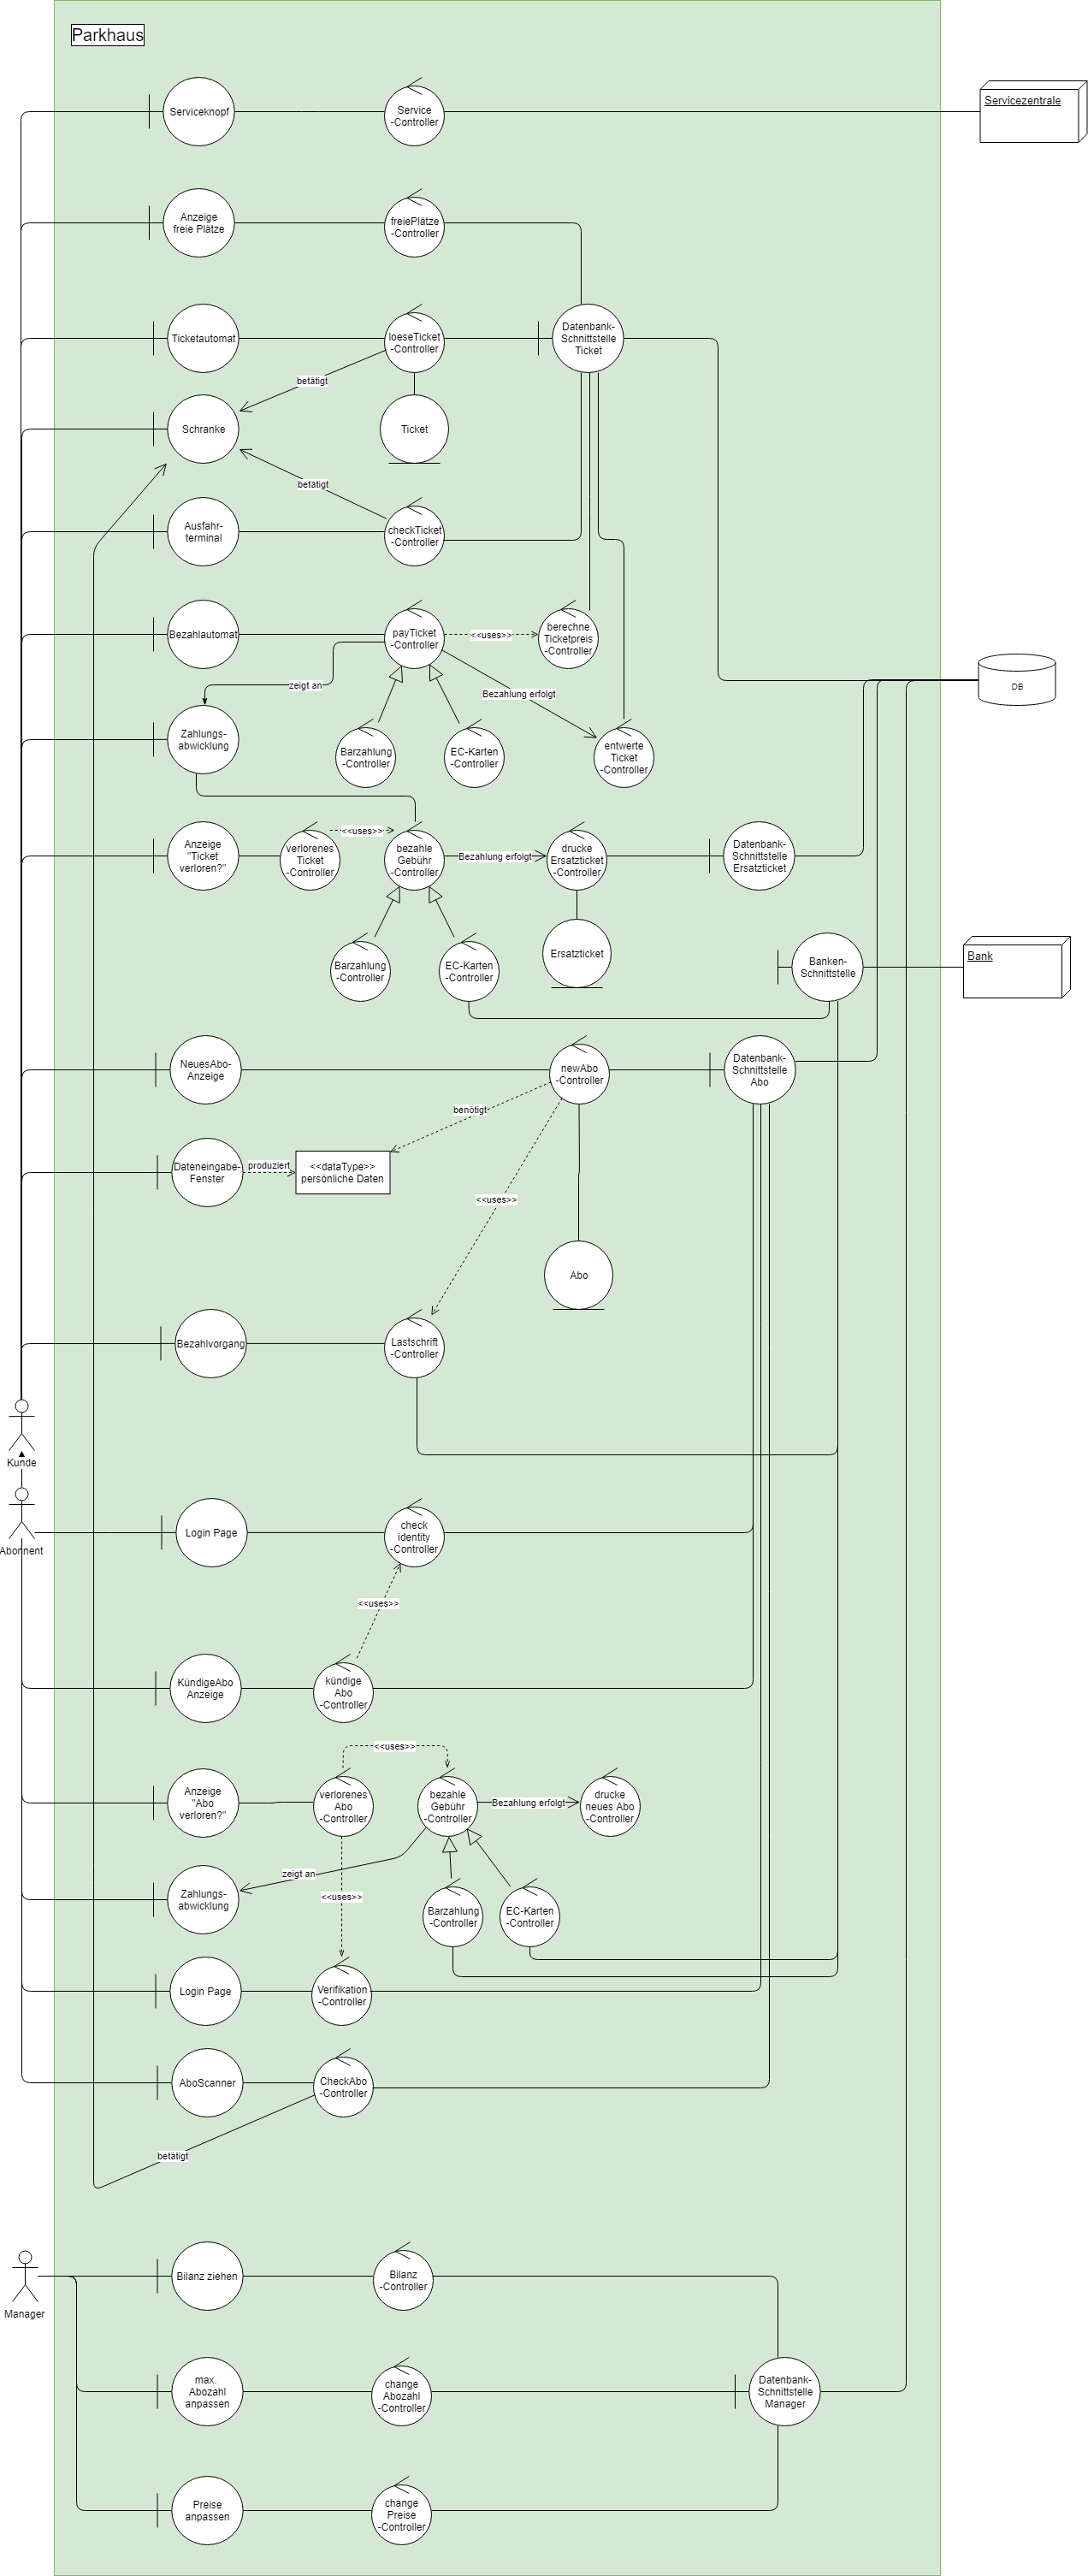 Parkhaus
Serviceknopf
Service
-Controller
Servicezentrale
Anzeige
freie Plätze
freiePlätze
-Controller
Ticketautomat
loeseTicket
-Controller
Datenbank-
Schnittstelle
Ticket
betätigt
Schranke
Ticket
betätigt
Ausfahr-
terminal
checkTicket
-Controller
Bezahlautomat
payTicket
-Controller
<<uses>>
berechne
Ticketpreis
-Controller
zeigt an
Bezahlung erfolgt
DB
Zahlungs-
abwicklung
Barzahlung
-Controller
EC-Karten
-Controller
entwerte
Ticket
-Controller
Anzeige
"Ticket
verloren?"
verlorenes
Ticket
-Controller
<<uses>>
bezahle
Gebühr
-Controller
Bezahlung erfolgt
drucke
Ersatzticket
-Controller
Datenbank-
Schnittstelle
Ersatzticket
Barzahlung
-Controller
EC-Karten
-Controller
Ersatzticket
Banken-
Schnittstelle
Bank
NeuesAbo-
Anzeige
newAbo
-Controller
Datenbank-
Schnittstelle
Abo
benötigt
Dateneingabe-
Fenster
produziert
<<dataType>>
persönliche Daten
<<uses>>
Abo
Bezahlvorgang
Lastschrift
-Controller
Kunde
Abonnent
Login Page
check
identity
-Controller
<<uses>>
KündigeAbo
Anzeige
kündige
Abo
-Controller
<<uses>>
Anzeige
"Abo
verloren?"
verlorenes
Abo
-Controller
bezahle
Gebühr
-Controller
Bezahlung erfolgt
drucke
neues Abo
-Controller
zeigt an
<<uses>>
Zahlungs-
abwicklung
Barzahlung
-Controller
EC-Karten
-Controller
Login Page
Verifikation
-Controller
AboScanner
CheckAbo
-Controller
betätigt
Manager
Bilanz ziehen
Bilanz
-Controller
max.
Abozahl
anpassen
change
Abozahl
-Controller
Datenbank-
Schnittstelle
Manager
Preise
anpassen
change
Preise
-Controller